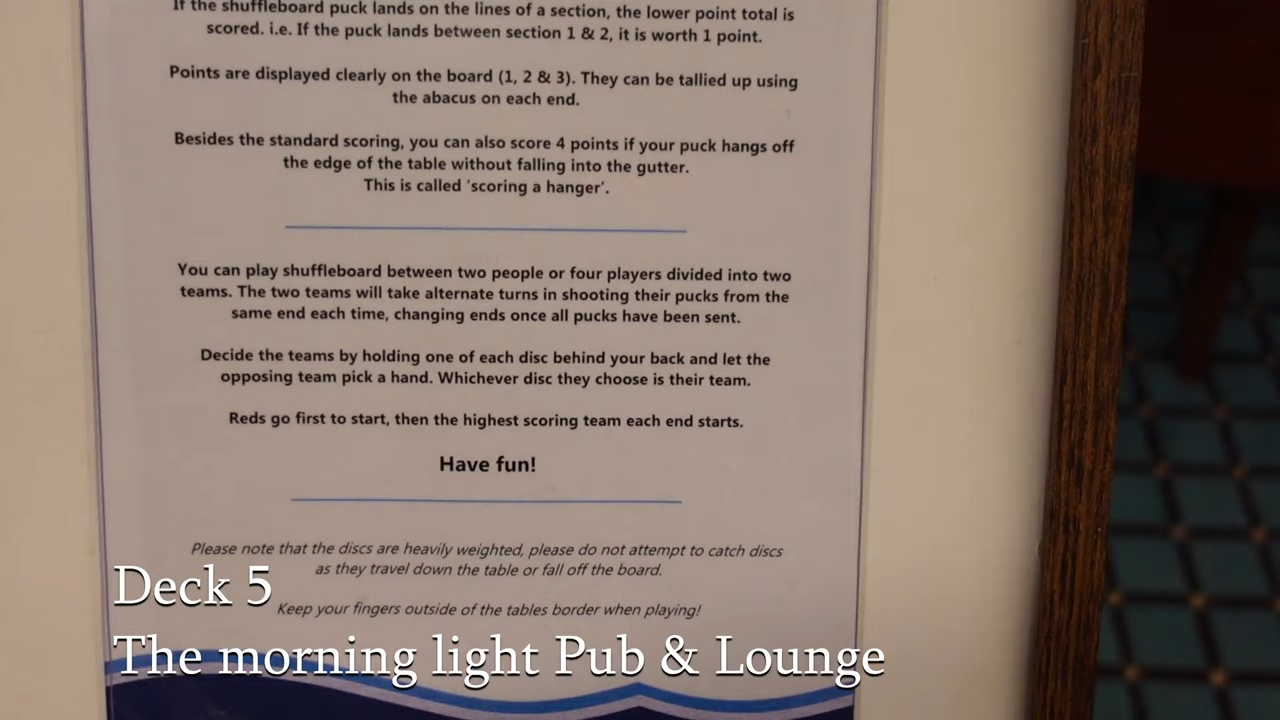 If the shuffleboard puck lands on the lines of a section, the lower point total is
scored. i.e. If the puck lands between section 1 & 2, it is worth 1 point.
Points are displayed clearly on the board (1, 2 & 3). They can be tallied up using
the abacus on each end.
Besides the standard scoring, you can also score 4 points if your puck hangs off
the edge of the table without falling into the gutter.
This is called 'scoring a hanger'.
You can play shuffleboard between two people or four players divided into two
teams. The two teams will take alternate turns in shooting their pucks from the
same end each time, changing ends once all pucks have been sent.
Decide the teams by holding one of each disc behind your back and let the
opposing team pick a hand. Whichever disc they choose is their team.
Reds go first to start, then the highest scoring team each end starts.
Have fun!
Please note that the discs are heavily weighted, please do not attempt to catch discs
as they travel down the table or fall off the board.
Keep your fingers outside of the tables border when playing!
Deck 5
The morning light Pub & Lounge